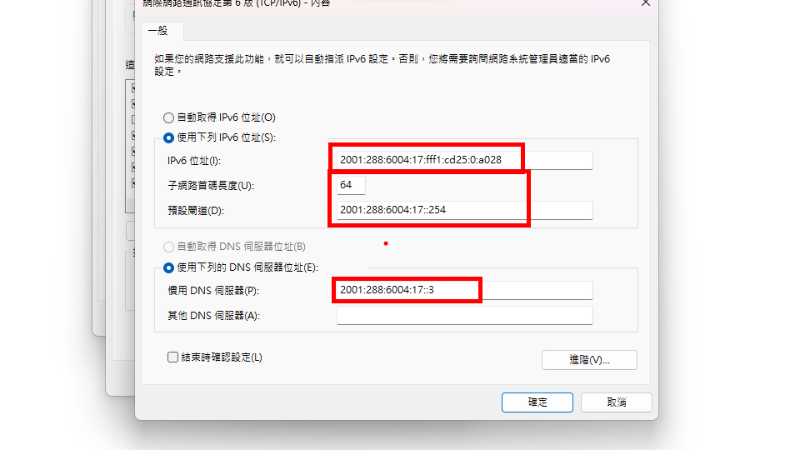 網際網路通訊協定第 6 版 (TCP/IPv6) - 內容
一般
如果您的網路支援此功能，就可以自動指派 IPv6 設定。否則，您將需要詢問網路系統管理員適當的 IPv6
設定。
自動取得 IPv6 位址(O)
使用下列 IPv6 位址(S):
IPv6 位址(I):
2001:288:6004:17:fff1:cd25:0:a028
子網路首碼長度(U):
64
預設閘道(D):
2001:288:6004:17::254
自動取得 DNS 伺服器位址(B)
使用下列的 DNS 伺服器位址(E):
慣用 DNS 伺服器(P):
2001:288:6004:17::3
其他 DNS 伺服器(A):
結束時確認設定(L)
進階(V)...
確定
取消